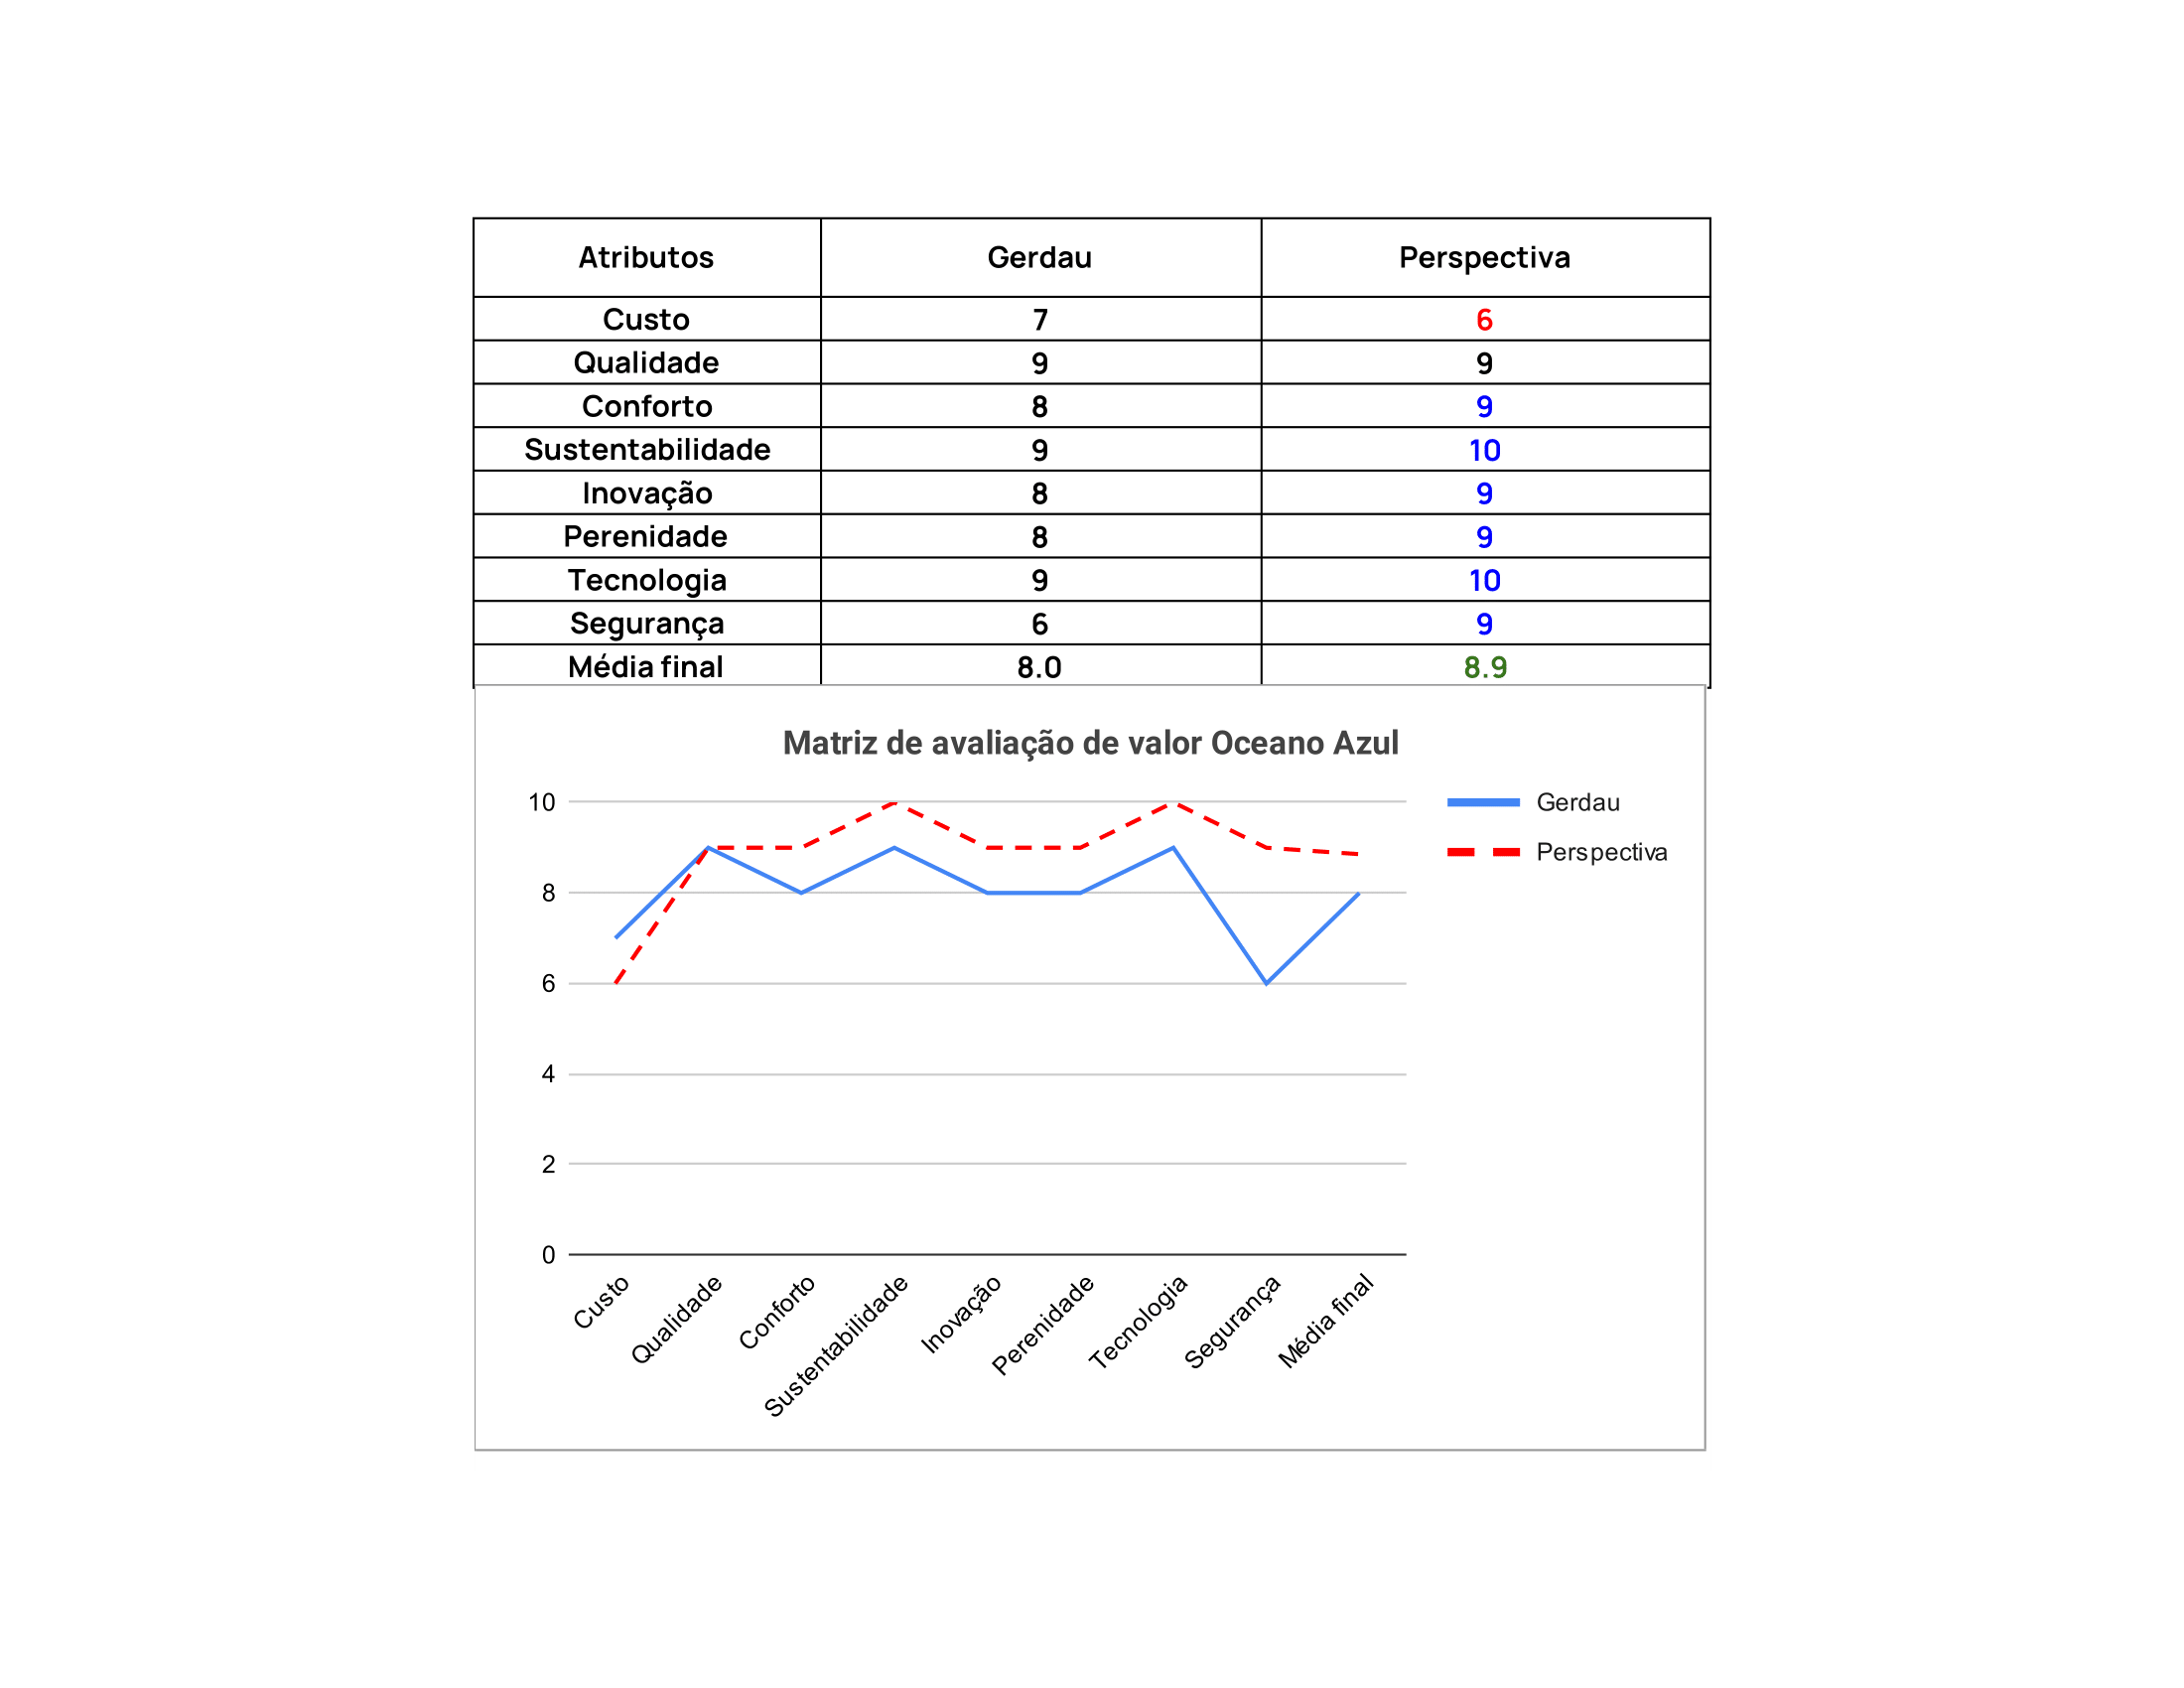 Atributos Gerdau Perspectiva
Custo 7 6
Qualidade 9 9
Conforto 8 9
Sustentabilidade 9 10
Inovação 8 9
Perenidade 8 9
Tecnologia 9 10
Segurança 6 9
Média final 8.0 8.9
Matriz de avaliação de valor Oceano Azul
10
8
6
4
2
0
Gerdau
Perspectiva
Custo
Qualidade
Conforto
Sustentabilidade
Inovação
Perenidade
Tecnologia
Segurança
Média final